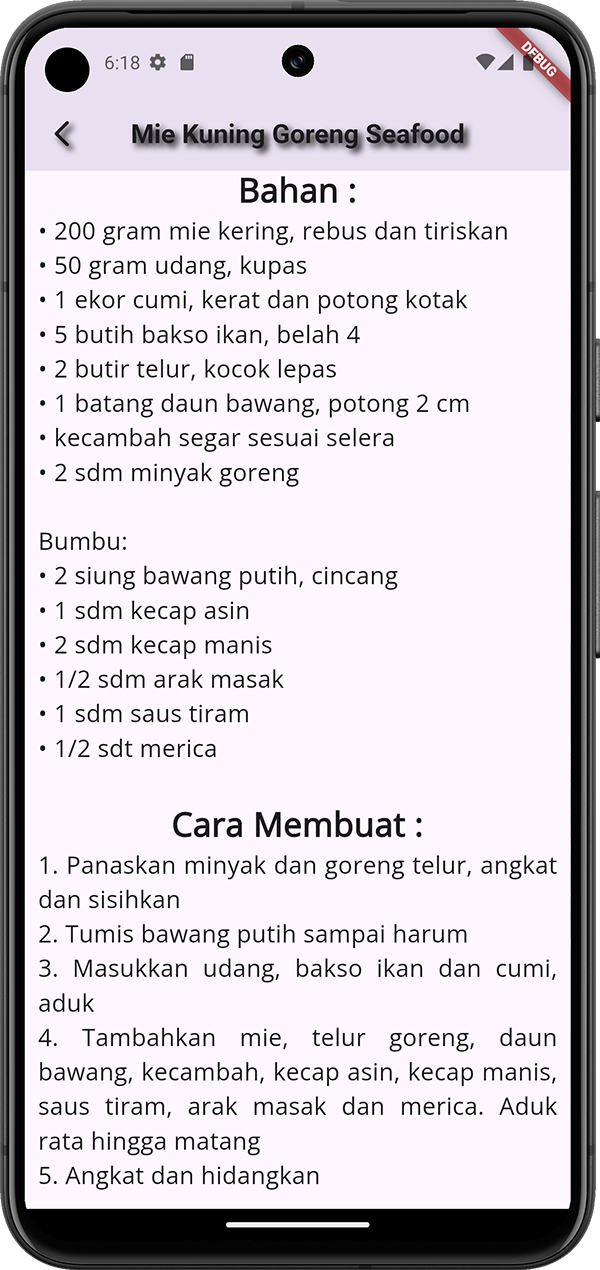 6:18
DEBUG
Mie Kuning Goreng Seafood
Bahan :
• 200 gram mie kering, rebus dan tiriskan
• 50 gram udang, kupas
• 1 ekor cumi, kerat dan potong kotak
• 5 butih bakso ikan, belah 4
• 2 butir telur, kocok lepas
• 1 batang daun bawang, potong 2 cm
• kecambah segar sesuai selera
• 2 sdm minyak goreng
Bumbu:
• 2 siung bawang putih, cincang
• 1 sdm kecap asin
• 2 sdm kecap manis
• 1/2 sdm arak masak
• 1 sdm saus tiram
• 1/2 sdt merica
Cara Membuat :
1. Panaskan minyak dan goreng telur, angkat
dan sisihkan
2. Tumis bawang putih sampai harum
3. Masukkan udang, bakso ikan dan cumi,
aduk
4. Tambahkan mie, telur goreng, daun
bawang, kecambah, kecap asin, kecap manis,
saus tiram, arak masak dan merica. Aduk
rata hingga matang
5. Angkat dan hidangkan